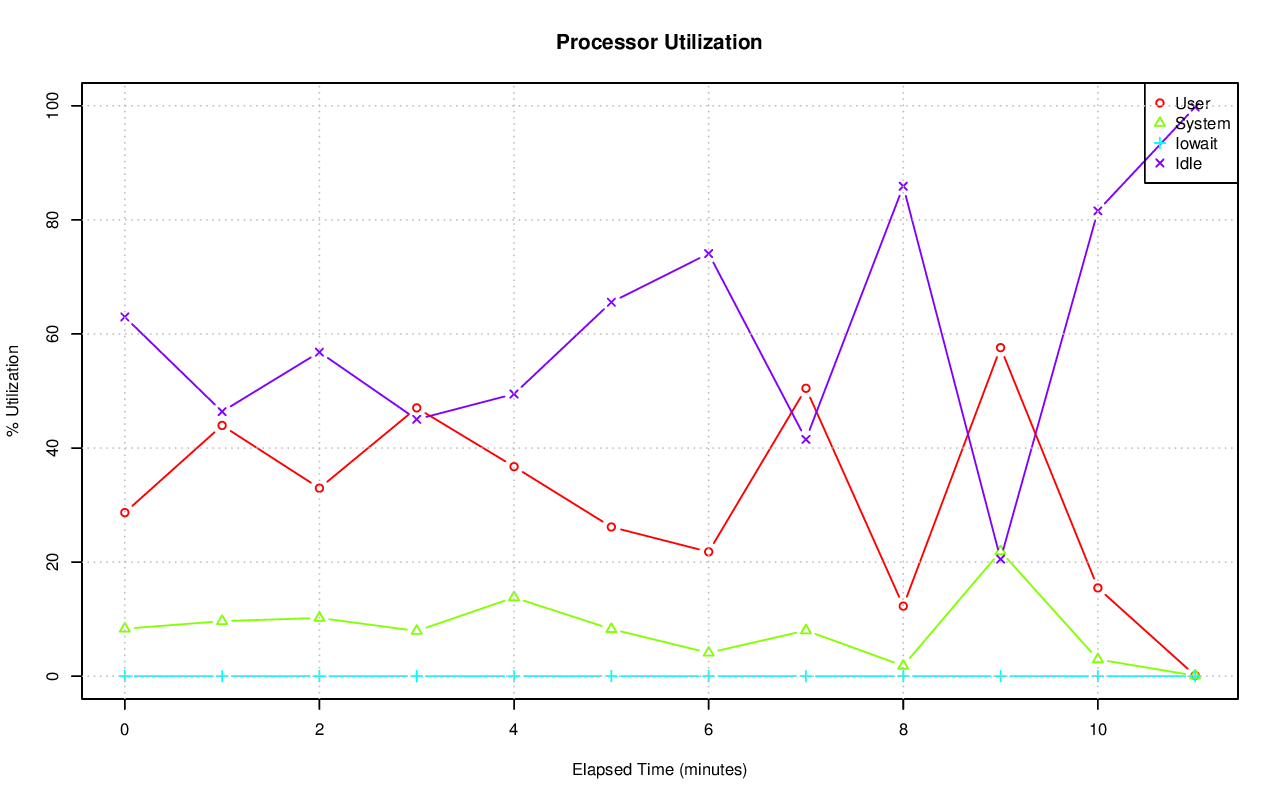 Processor Utilization
% Utilization
100
80
60
40
20
0
User
System
Iowait
Idle
0 2 4 6 8 10
Elapsed Time (minutes)